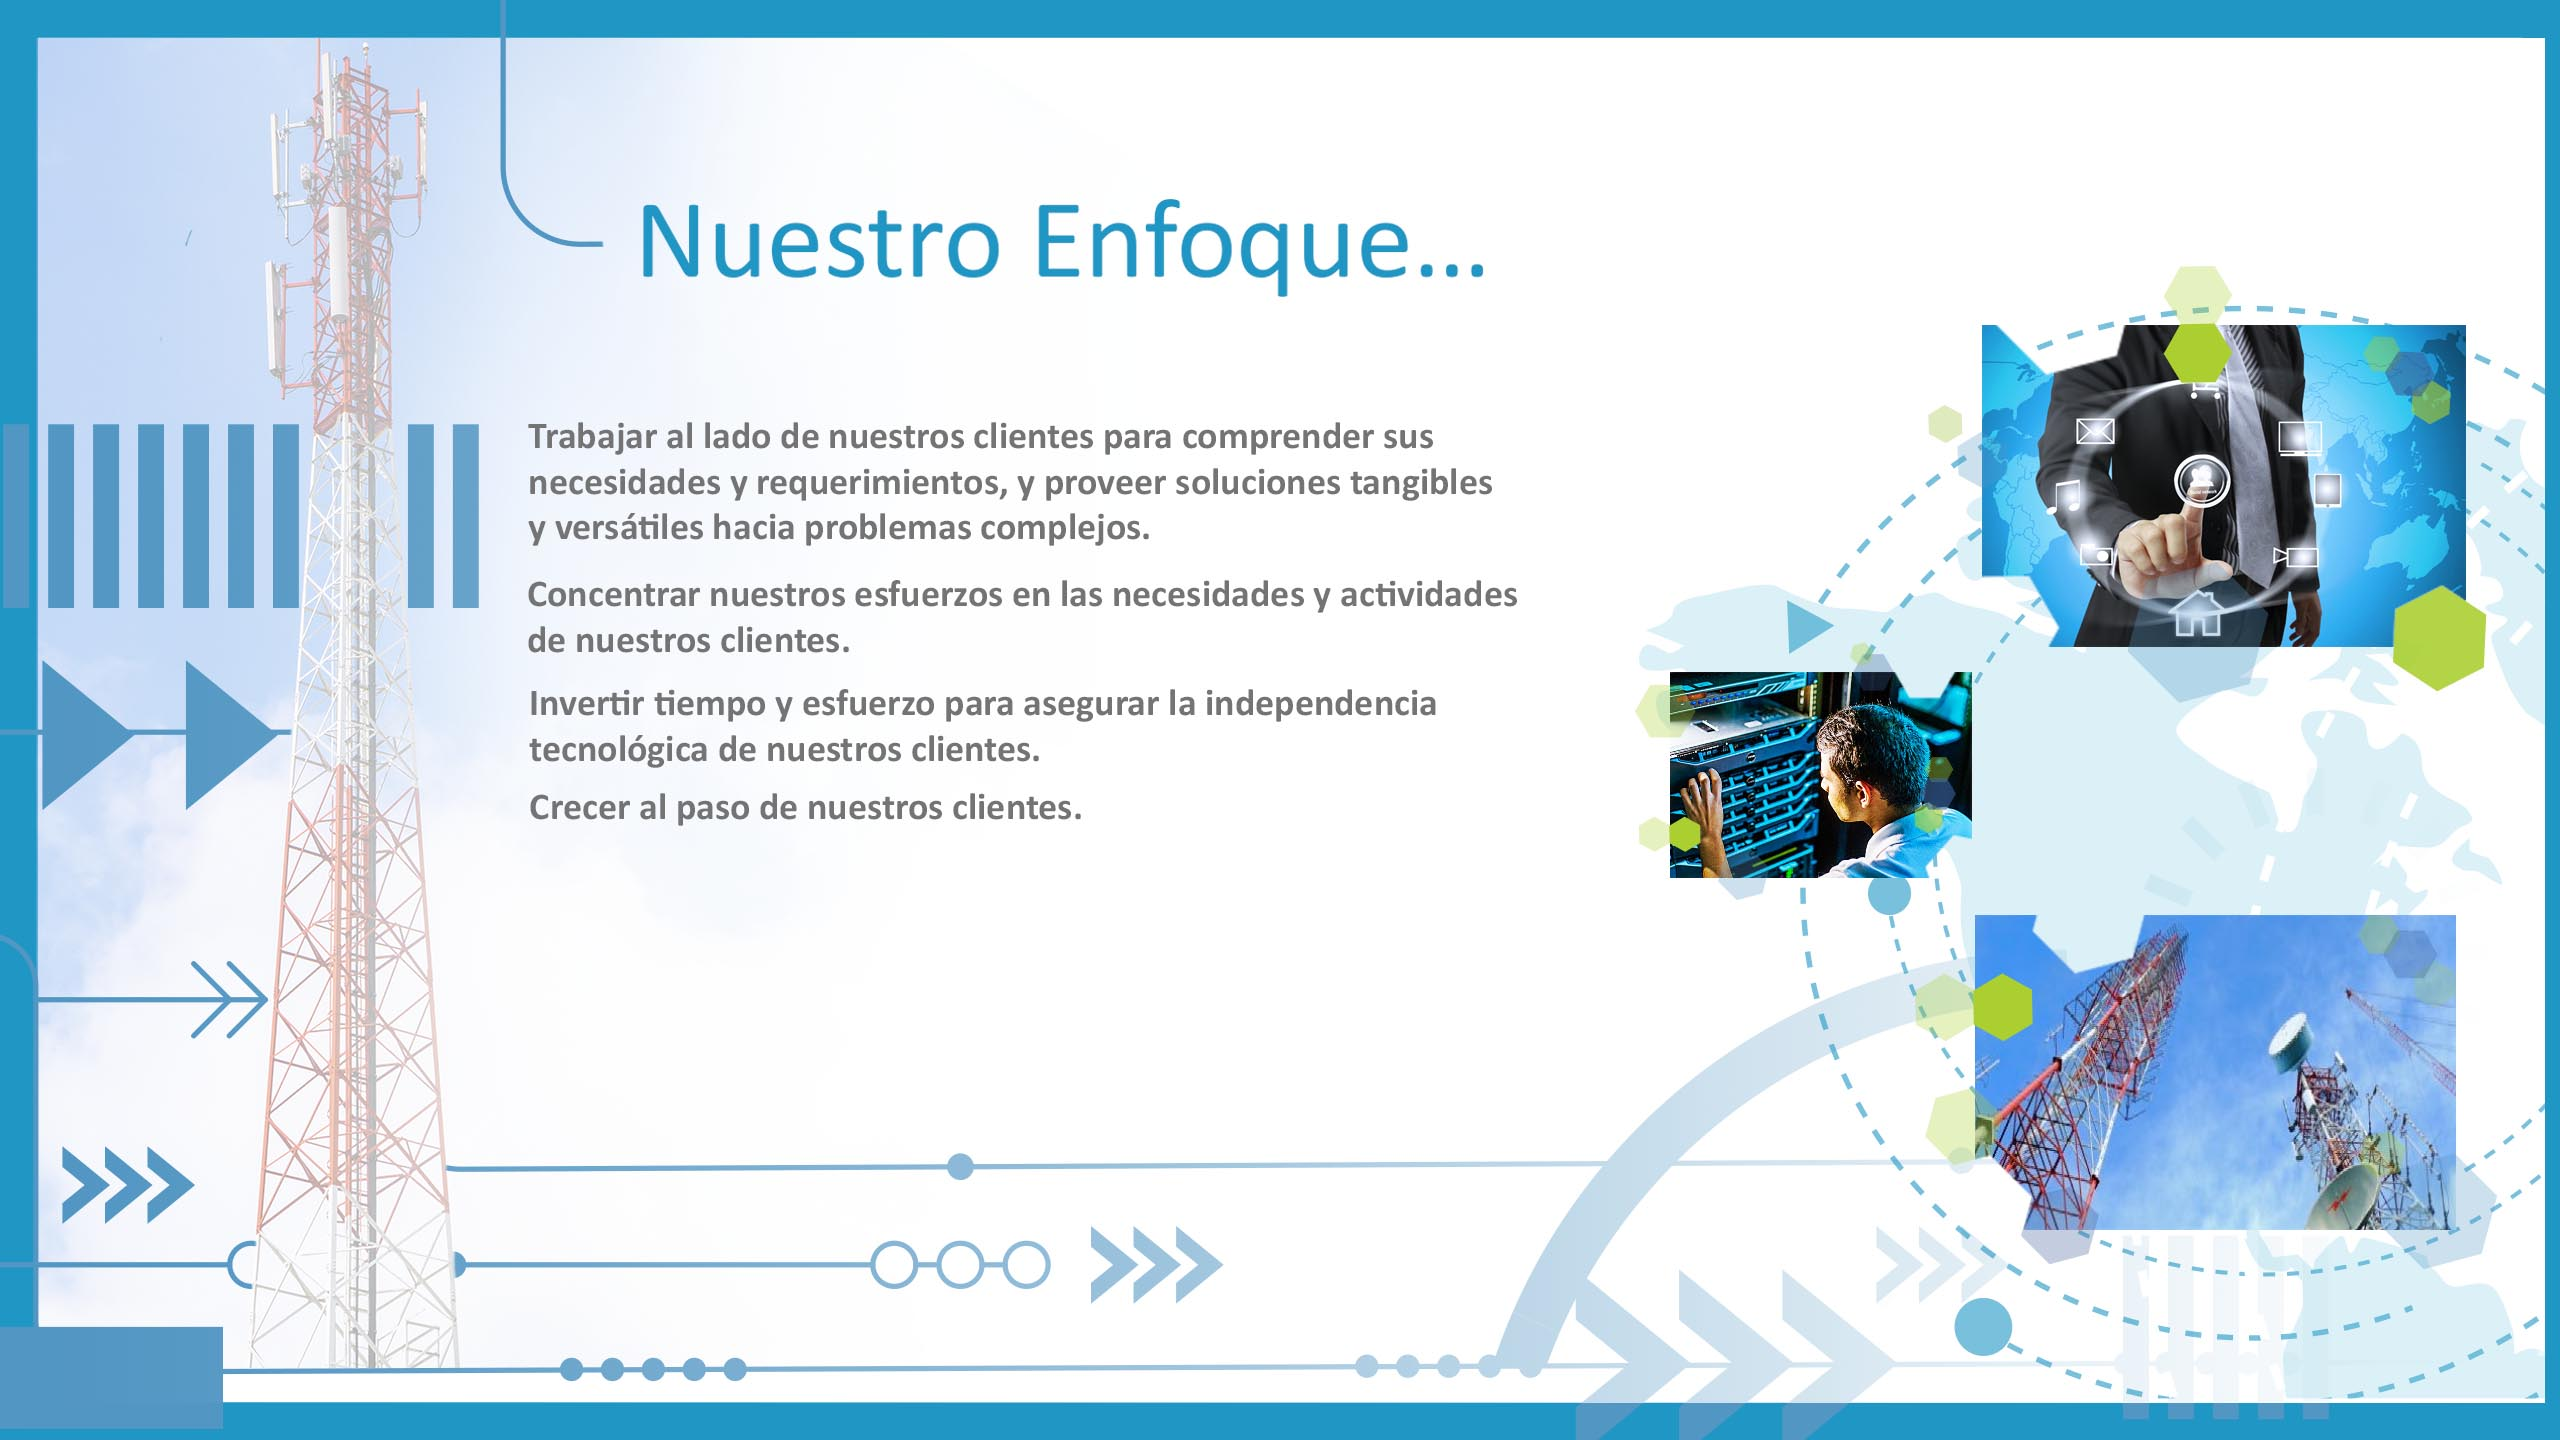 Nuestro Enfoque...
Trabajar al lado de nuestros clientes para comprender sus
necesidades y requerimientos, y proveer soluciones tangibles
y versátiles hacia problemas complejos.
Concentrar nuestros esfuerzos en las necesidades y actividades
de nuestros clientes.
Invertir tiempo y esfuerzo para asegurar la independencia
tecnológica de nuestros clientes.
Crecer al paso de nuestros clientes.